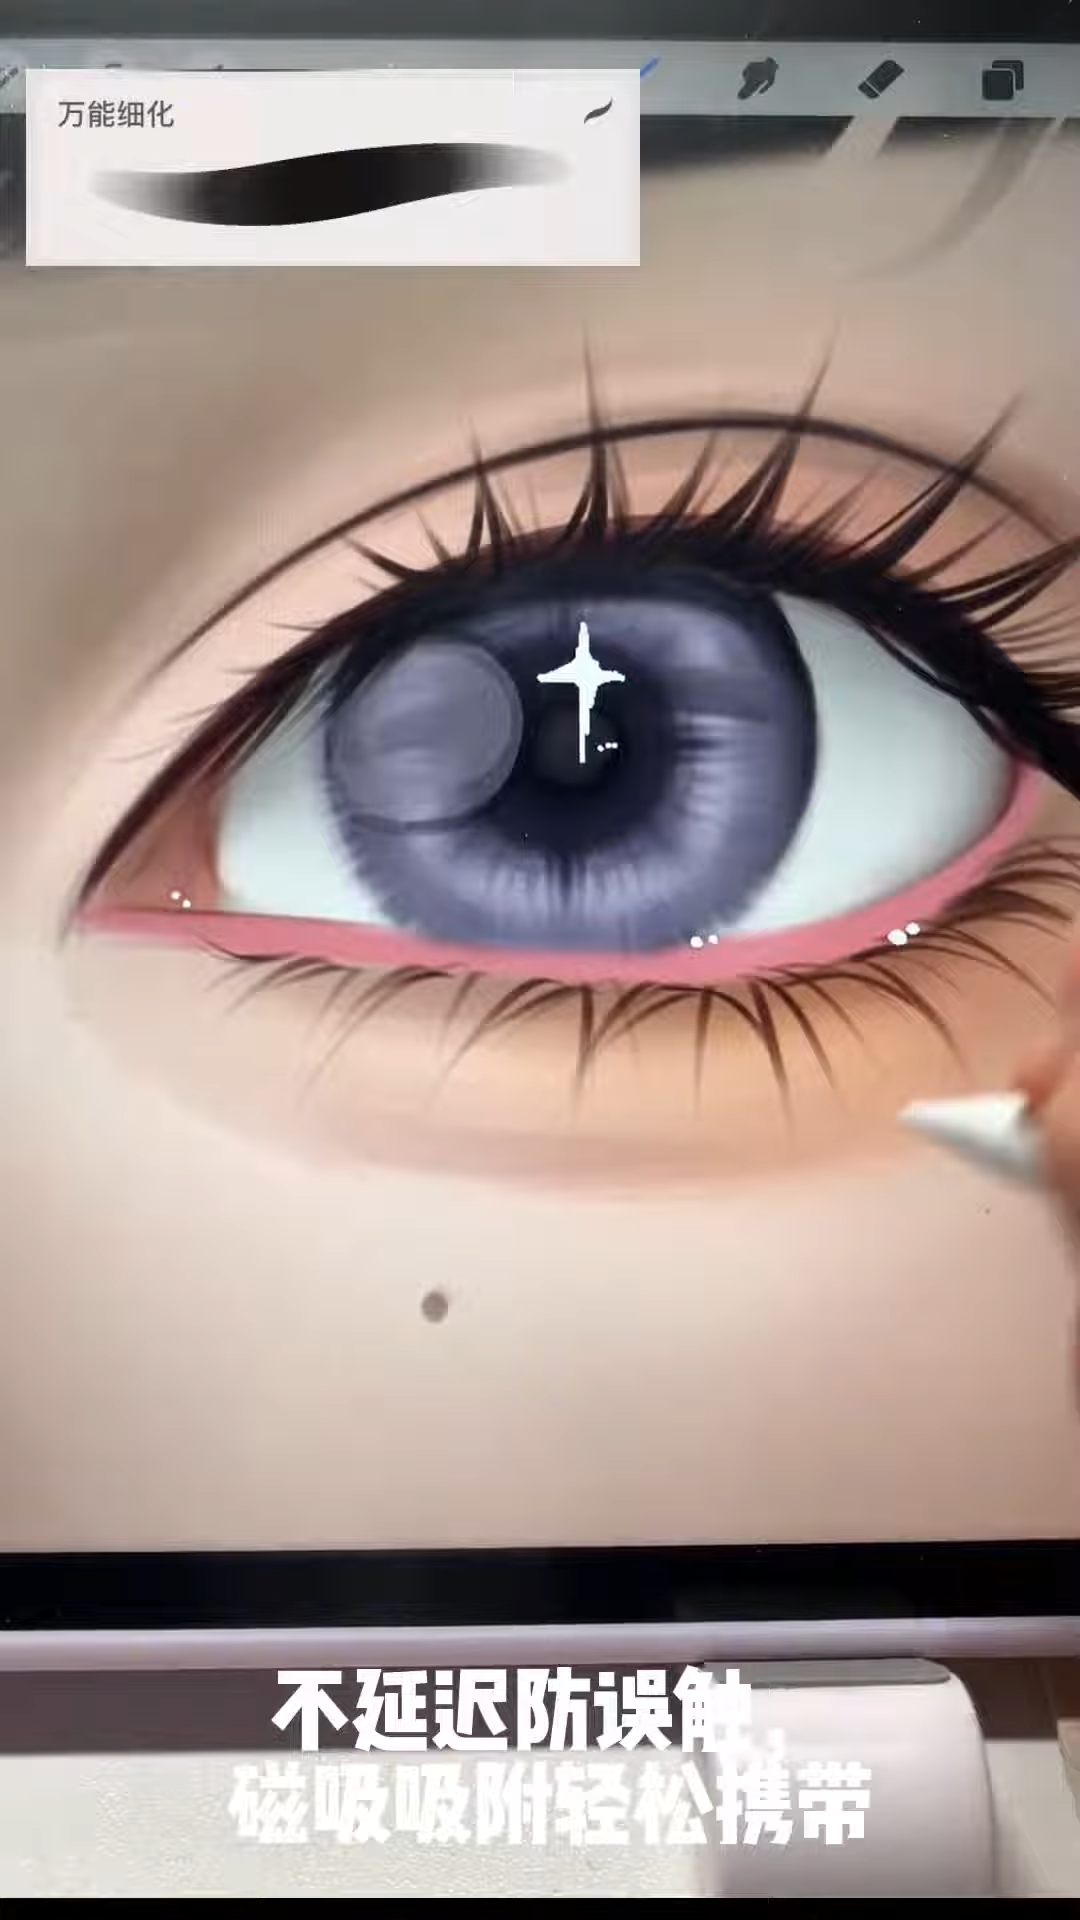 万能细化
不延迟防误触，
磁吸吸附轻松携带